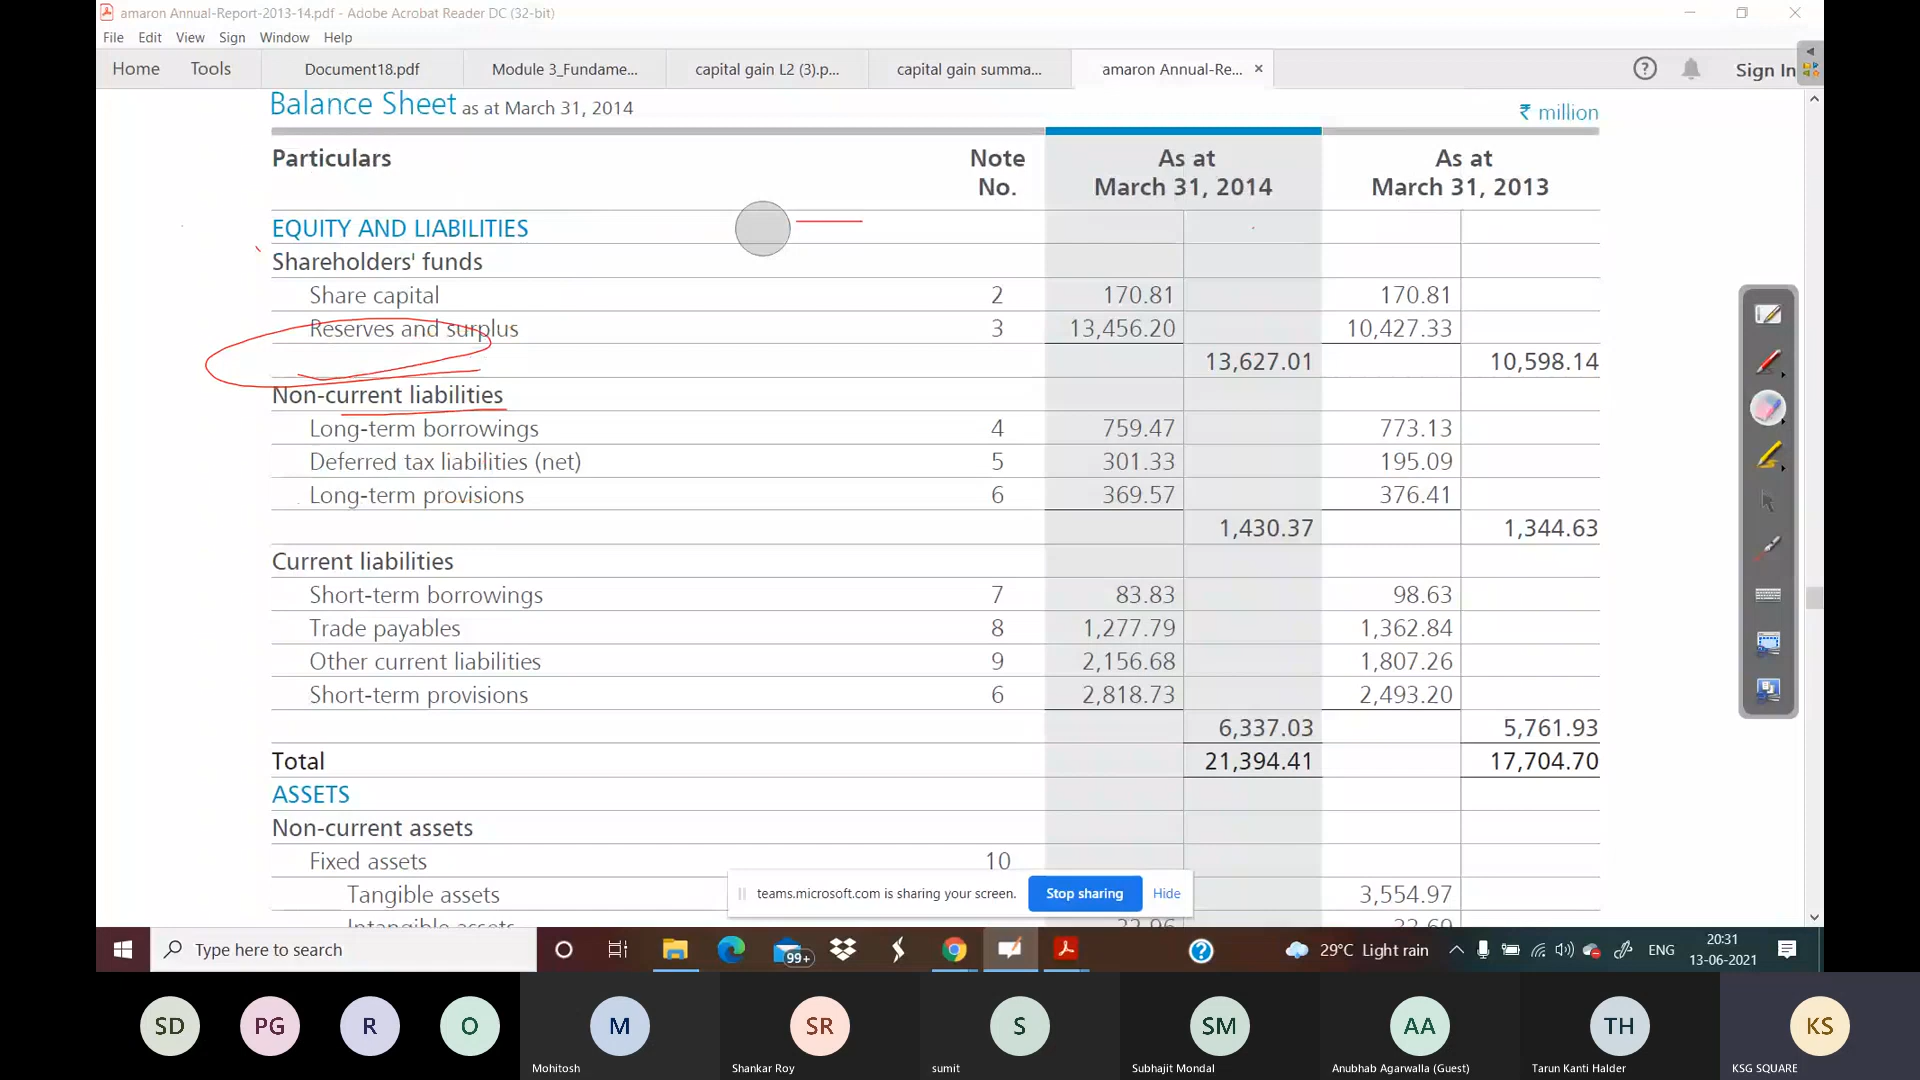 amaron Annual-Report-2013-14.pdf - Adobe Acrobat Reader DC (32-bit)
File Edit View Sign Window Help
Home Tools Document18.pdf Module 3_Fundame... capital gain L2 (3).p... capital gain summa... amaron Annual-Re... × Sign In
Balance Sheet as at March 31, 2014 ₹ million
Particulars Note No. As at March 31, 2014 As at March 31, 2013
EQUITY AND LIABILITIES
Shareholders' funds
Share capital 2 170.81 170.81
Reserves and surplus 3 13,456.20 10,427.33
13,627.01 10,598.14
Non-current liabilities
Long-term borrowings 4 759.47 773.13
Deferred tax liabilities (net) 5 301.33 195.09
Long-term provisions 6 369.57 376.41
1,430.37 1,344.63
Current liabilities
Short-term borrowings 7 83.83 98.63
Trade payables 8 1,277.79 1,362.84
Other current liabilities 9 2,156.68 1,807.26
Short-term provisions 6 2,818.73 2,493.20
6,337.03 5,761.93
Total 21,394.41 17,704.70
ASSETS
Non-current assets
Fixed assets 10
Tangible assets 3,554.97
teams.microsoft.com is sharing your screen. Stop sharing Hide
Type here to search 99+ 29°C Light rain ENG 20:31
13-06-2021
SD PG R O M SR S SM AA TH KS
Mohitosh Shankar Roy sumit Subhajit Mondal Anubhab Agarwalla (Guest) Tarun Kanti Halder KSG SQUARE